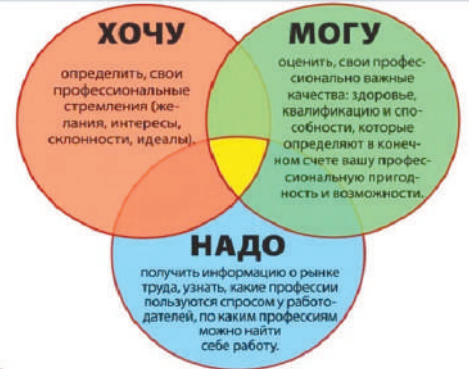 ХОЧУ
определить, свои
профессиональные
стремления (же-
лания, интересы,
склонности, идеалы).
МОГУ
оценить, свои профес-
сионально важные
качества: здоровье,
квалификацию и спо-
собности, которые
определяют в конеч-
ном счете вашу профес-
сиональную пригод-
ность и возможности.
НАДО
получить информацию о рынке
труда, узнать, какие профессии
пользуются спросом у работо-
дателей, по каким профессиям
можно найти
себе работу.